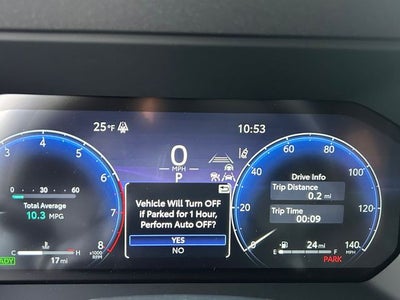 25°F
10:53
0
MPH
P
3 4 5 6 7 8
x1000
RPM
0 30 60
Total Average
10.3 MPG
C H
READY
17 mi
Vehicle Will Turn OFF
if Parked for 1 Hour,
Perform Auto OFF?
YES
NO
0 20 40 60 80 100 120 140
MPH
Drive Info
Trip Distance
0.2 mi
Trip Time
00:09
E 24 mi F
PARK